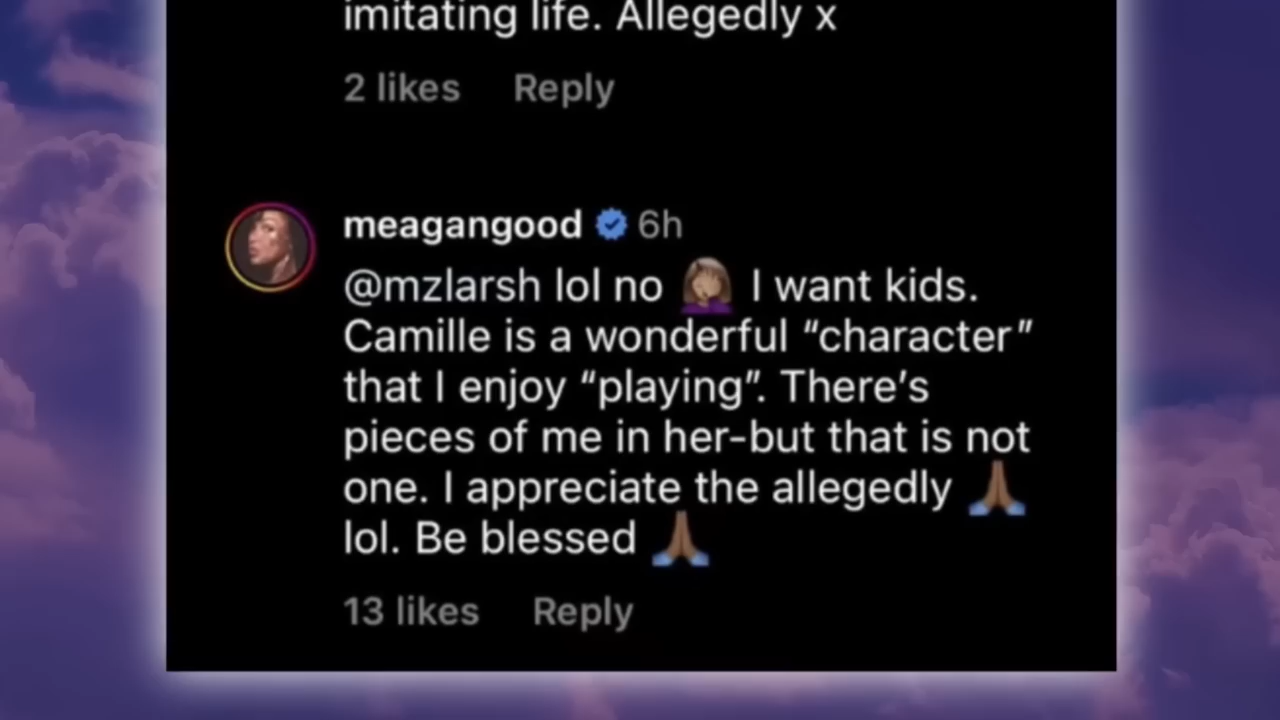 imitating life. Allegedly x
2 likes Reply
meagangood 6h
@mzlarsh lol no 🤦🏽‍♀️ I want kids.
Camille is a wonderful “character”
that I enjoy “playing”. There’s
pieces of me in her-but that is not
one. I appreciate the allegedly 🙏🏾
lol. Be blessed 🙏🏾
13 likes Reply